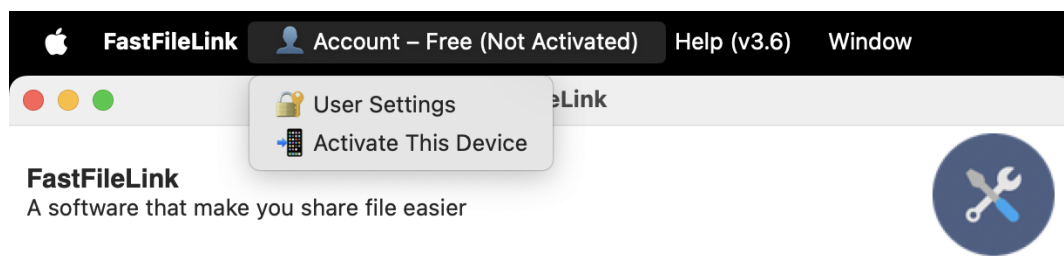 FastFileLink Account – Free (Not Activated) Help (v3.6) Window
User Settings
eLink
Activate This Device
FastFileLink
A software that make you share file easier